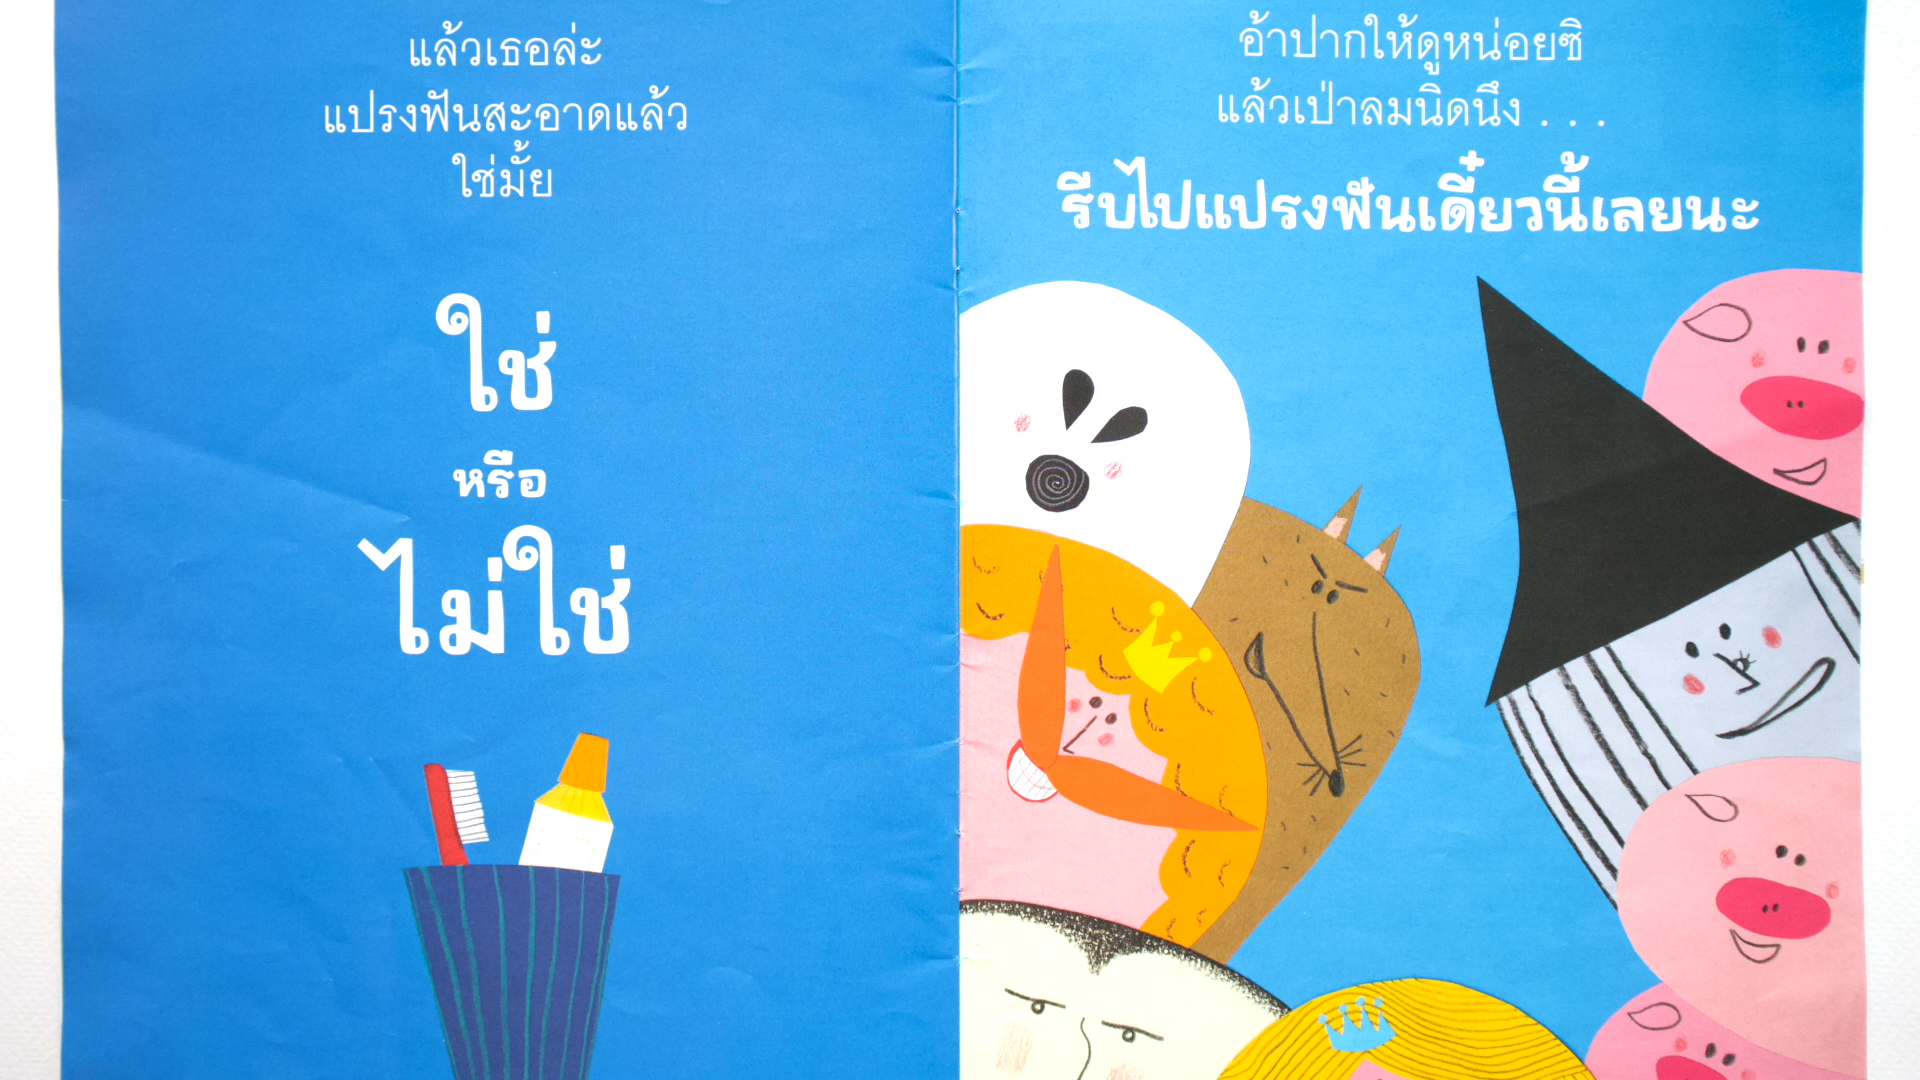 แล้วเธอล่ะ
แปรงฟันสะอาดแล้ว
ใช่มั้ย
ใช่
หรือ
ไม่ใช่
อ้าปากให้ดูหน่อยซิ
แล้วเป่าลมนิดนึง . . .
รีบไปแปรงฟันเดี๋ยวนี้เลยนะ